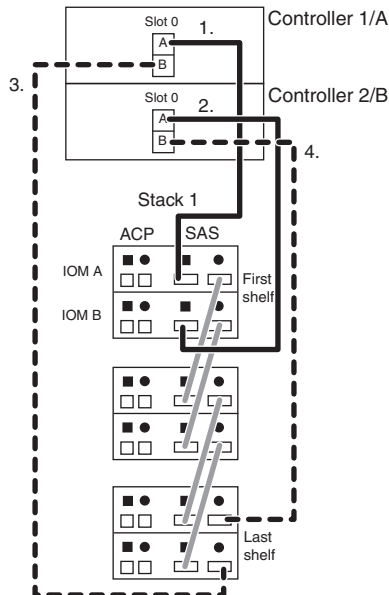 Controller 1/A
Slot 0
1.
A
B
3.
Controller 2/B
Slot 0
2.
A
B
4.
Stack 1
ACP SAS
IOM A
First
shelf
IOM B
Last
shelf